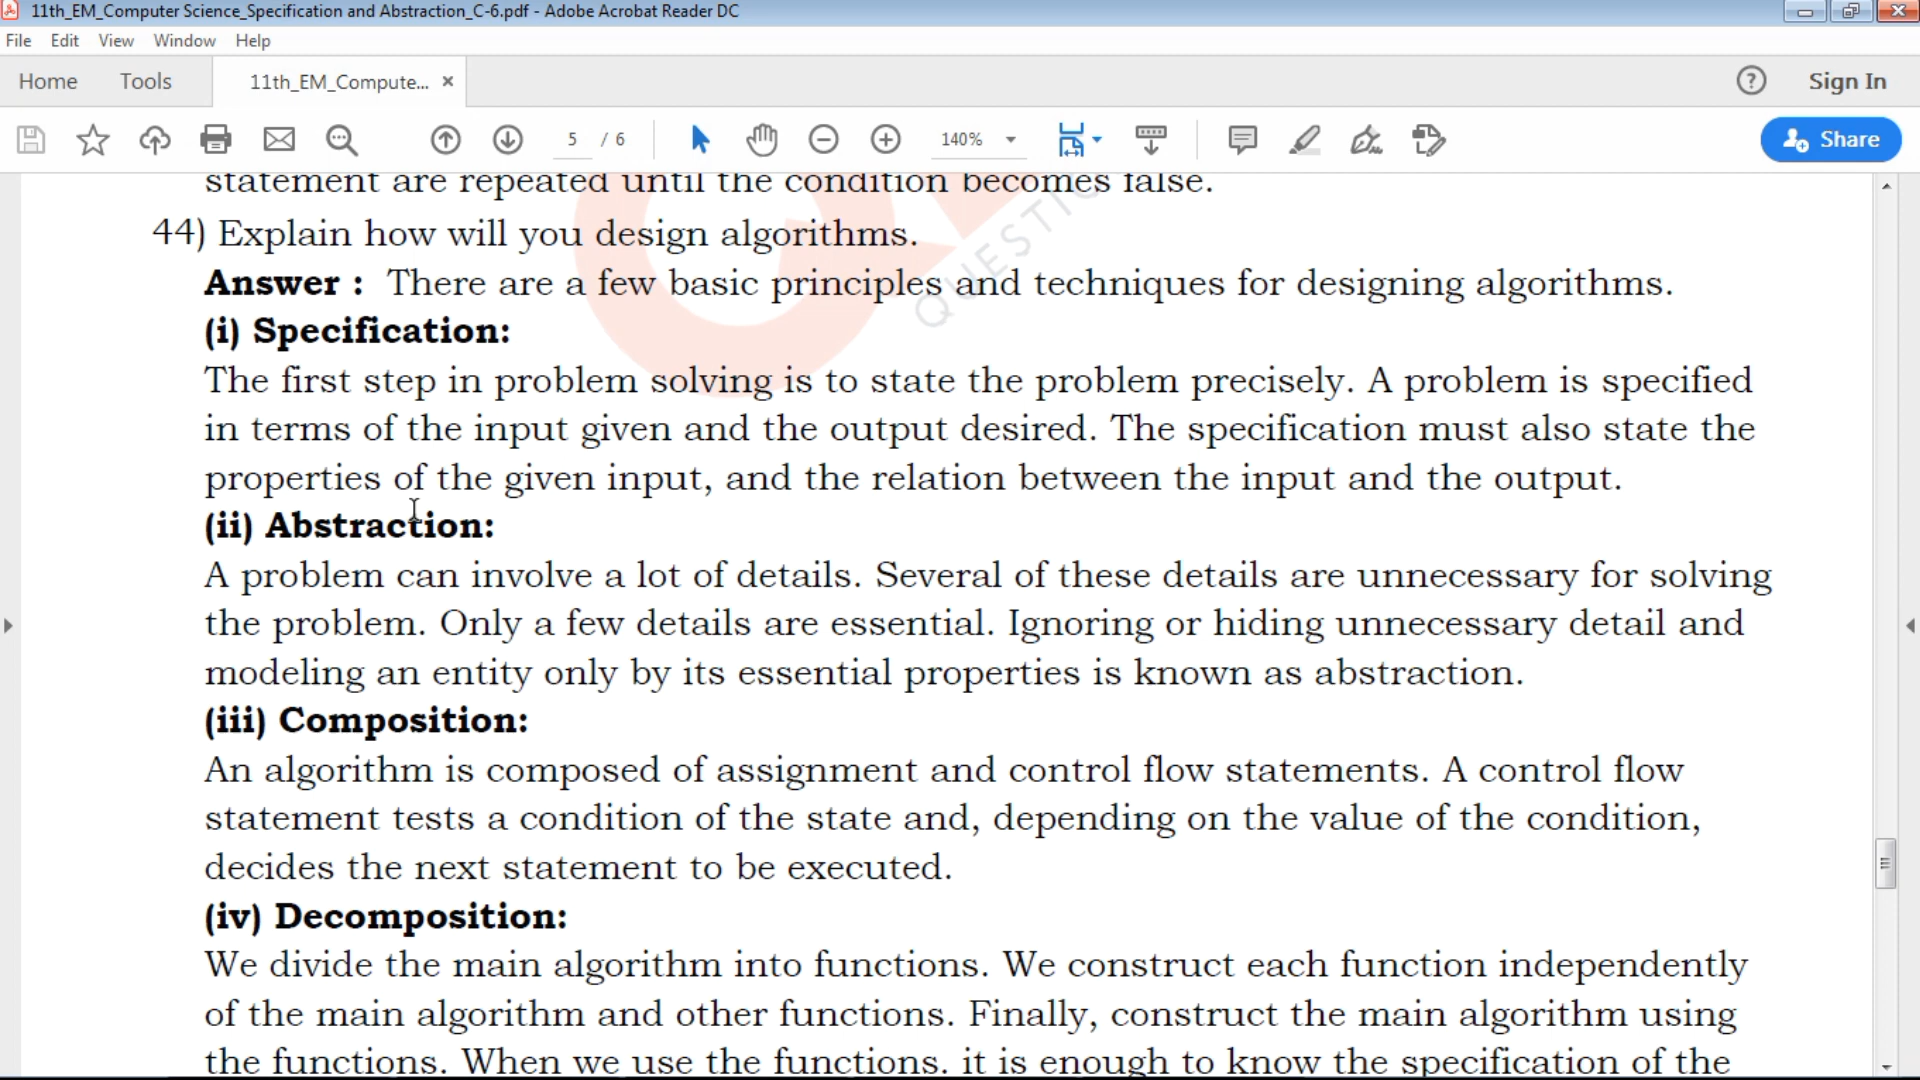 11th_EM_Computer Science_Specification and Abstraction_C-6.pdf - Adobe Acrobat Reader DC
File Edit View Window Help
Home Tools 11th_EM_Compute... × Sign In
5 / 6 140% Share
statement are repeated until the condition becomes false.
44) Explain how will you design algorithms.
Answer : There are a few basic principles and techniques for designing algorithms.
(i) Specification:
The first step in problem solving is to state the problem precisely. A problem is specified
in terms of the input given and the output desired. The specification must also state the
properties of the given input, and the relation between the input and the output.
(ii) Abstraction:
A problem can involve a lot of details. Several of these details are unnecessary for solving
the problem. Only a few details are essential. Ignoring or hiding unnecessary detail and
modeling an entity only by its essential properties is known as abstraction.
(iii) Composition:
An algorithm is composed of assignment and control flow statements. A control flow
statement tests a condition of the state and, depending on the value of the condition,
decides the next statement to be executed.
(iv) Decomposition:
We divide the main algorithm into functions. We construct each function independently
of the main algorithm and other functions. Finally, construct the main algorithm using
the functions. When we use the functions, it is enough to know the specification of the